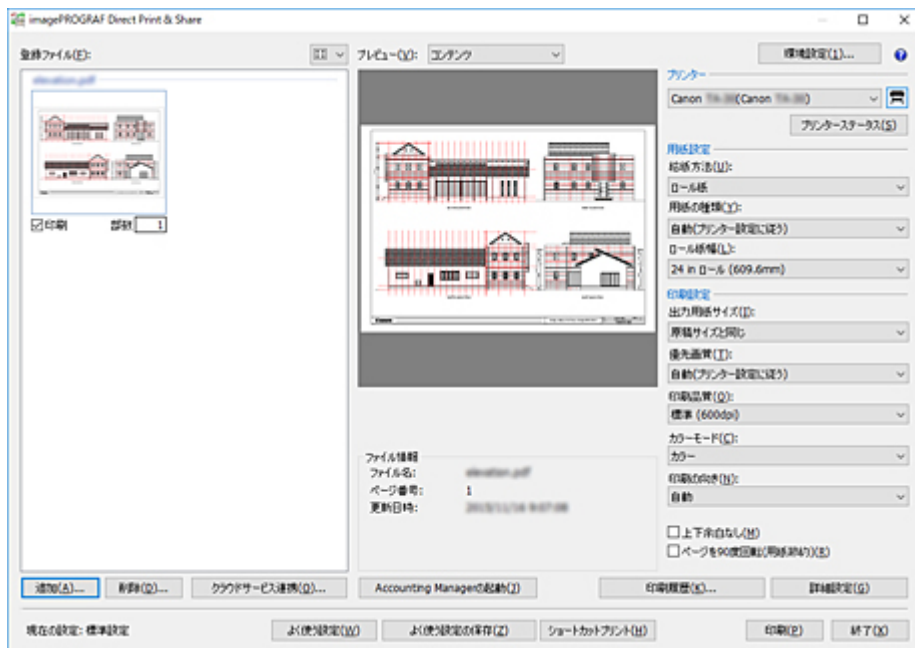 imagePROGRAF Direct Print & Share
登録ファイル(F):
プレビュー(V):
コンテンツ
環境設定(1)...
elevation.pdf
印刷
部数
1
ファイル情報
ファイル名:
elevation.pdf
ページ番号:
1
更新日時:
プリンター
Canon
(Canon
プリンターステータス(S)
用紙設定
給紙方法(U):
ロール紙
用紙の種類(Y):
自動(プリンター設定に従う)
ロール紙幅(L):
24 in ロール (609.6mm)
印刷設定
出力用紙サイズ(I):
原稿サイズと同じ
優先画質(T):
自動(プリンター設定に従う)
印刷品質(Q):
標準 (600dpi)
カラーモード(C):
カラー
印刷の向き(N):
自動
上下余白なし(M)
ページを90度回転(用紙節約)(R)
追加(A)...
削除(D)...
クラウドサービス連携(O)...
Accounting Managerの起動(J)
印刷履歴(K)...
詳細設定(G)
現在の設定: 標準設定
よく使う設定(W)
よく使う設定の保存(Z)
ショートカットプリント(H)
印刷(P)
終了(X)